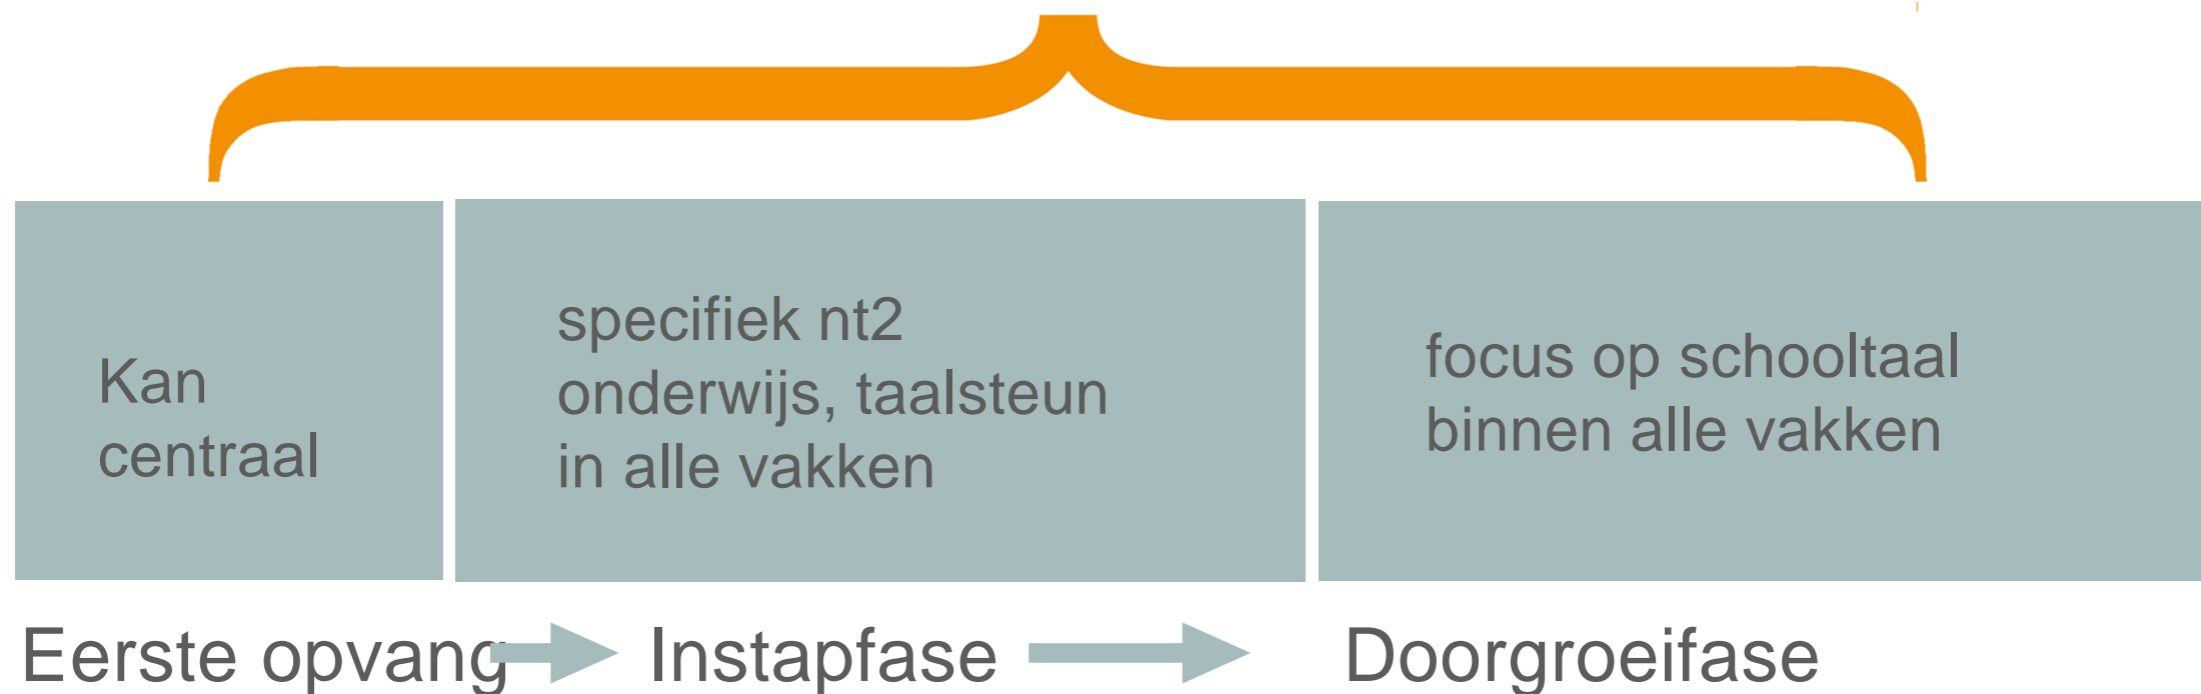 Kan
centraal
specifiek nt2
onderwijs, taalsteun
in alle vakken
focus op schooltaal
binnen alle vakken
Eerste opvang
Instapfase
Doorgroeifase